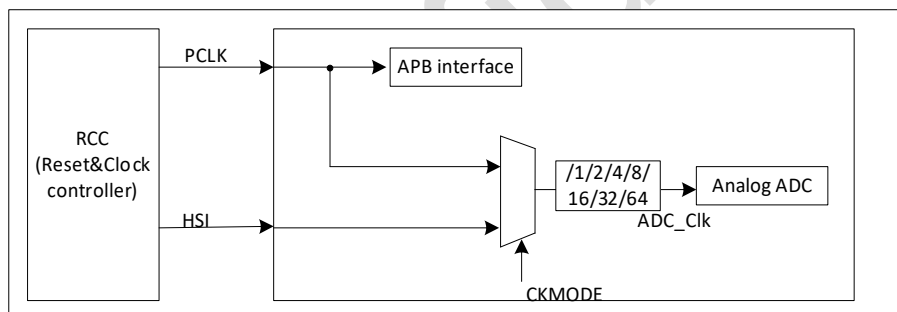 PCLK
APB interface
RCC
(Reset&Clock
controller)
/1/2/4/8/
16/32/64
Analog ADC
ADC_Clk
HSI
CKMODE